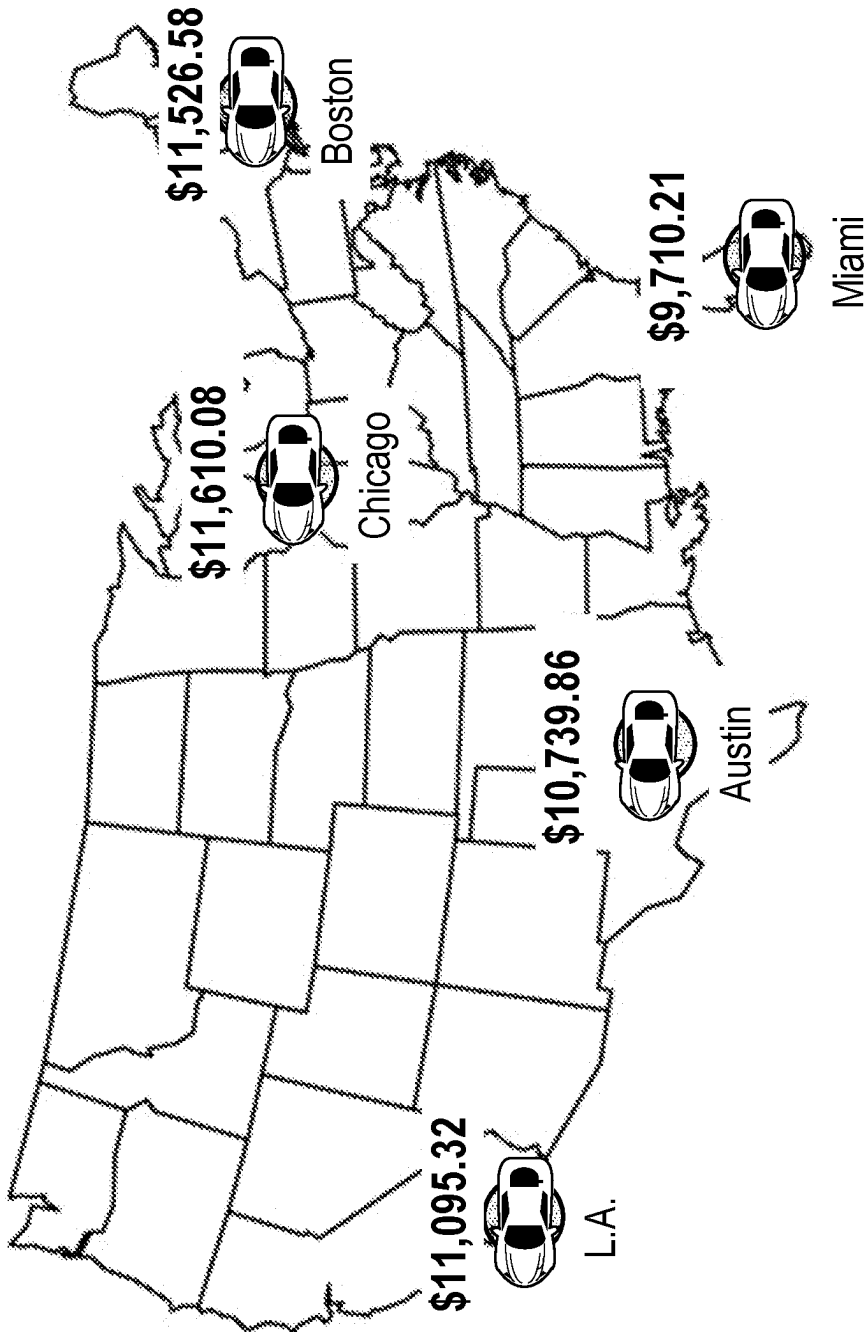 $11,526.58
Boston
$11,610.08
Chicago
$9,710.21
Miami
$10,739.86
Austin
$11,095.32
L.A.